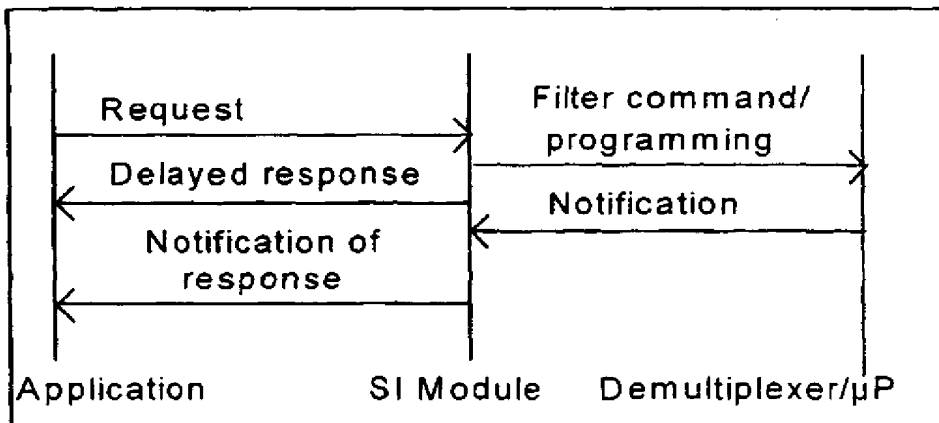 Request
Filter command/
programming
Delayed response
Notification
Notification of
response
Application
SI Module
Demultiplexer/µP